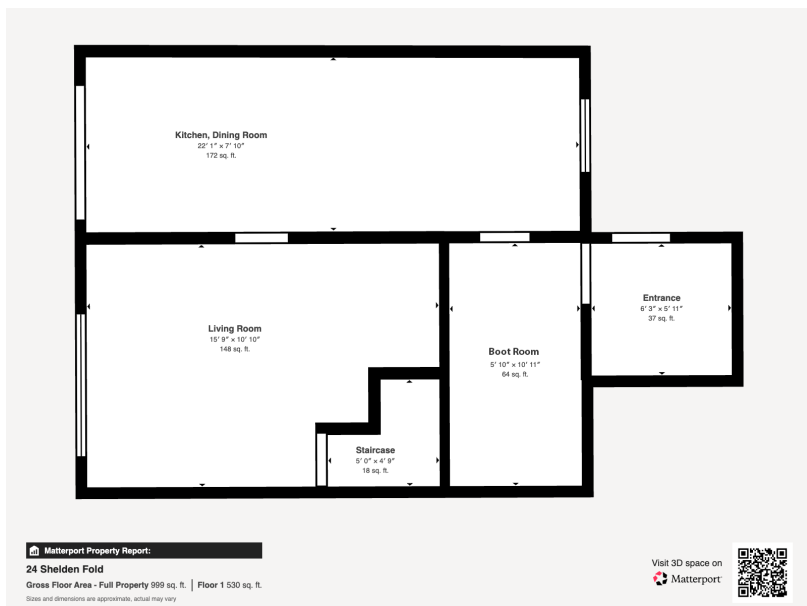 Kitchen, Dining Room
22' 1" × 7' 10"
172 sq. ft.
Living Room
15' 9" × 10' 10"
148 sq. ft.
Boot Room
5' 10" × 10' 11"
64 sq. ft.
Entrance
6' 3" × 5' 11"
37 sq. ft.
Staircase
5' 0" × 4' 9"
18 sq. ft.
Matterport Property Report:
24 Shelden Fold
Gross Floor Area - Full Property 999 sq. ft. | Floor 1 530 sq. ft.
Sizes and dimensions are approximate, actual may vary
Visit 3D space on
Matterport